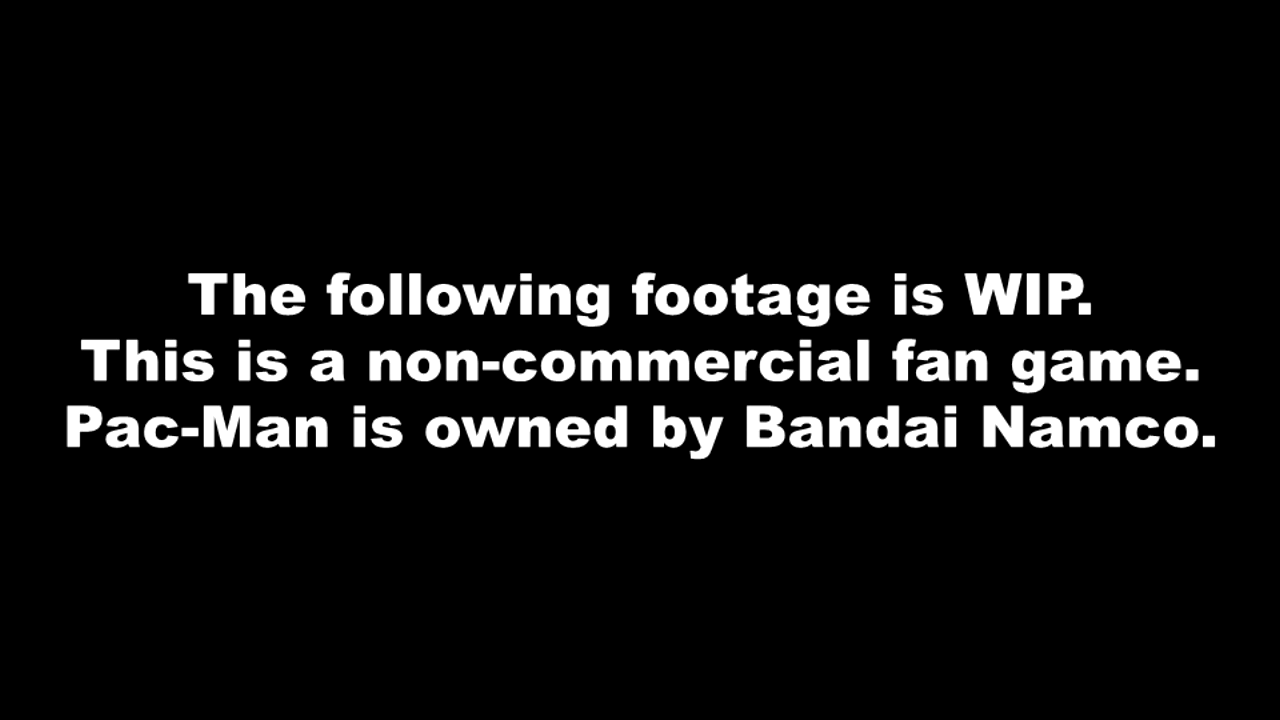 The following footage is WIP.
This is a non-commercial fan game.
Pac-Man is owned by Bandai Namco.